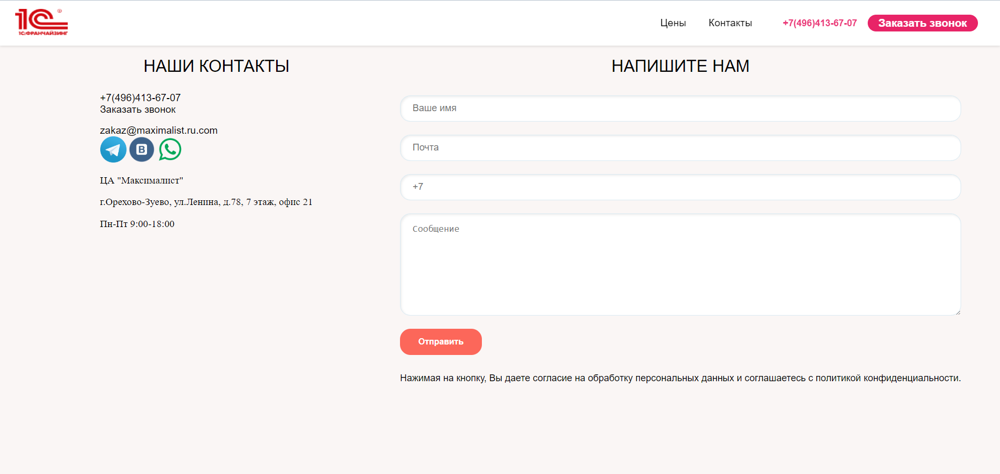 1С®
1С:ФРАНЧАЙЗИНГ
Цены
Контакты
+7(496)413-67-07
Заказать звонок
НАШИ КОНТАКТЫ
+7(496)413-67-07
Заказать звонок
zakaz@maximalist.ru.com
В
ЦА "Максималист"
г.Орехово-Зуево, ул.Ленина, д.78, 7 этаж, офис 21
Пн-Пт 9:00-18:00
НАПИШИТЕ НАМ
Ваше имя
Почта
+7
Сообщение
Отправить
Нажимая на кнопку, Вы даете согласие на обработку персональных данных и соглашаетесь с политикой конфиденциальности.